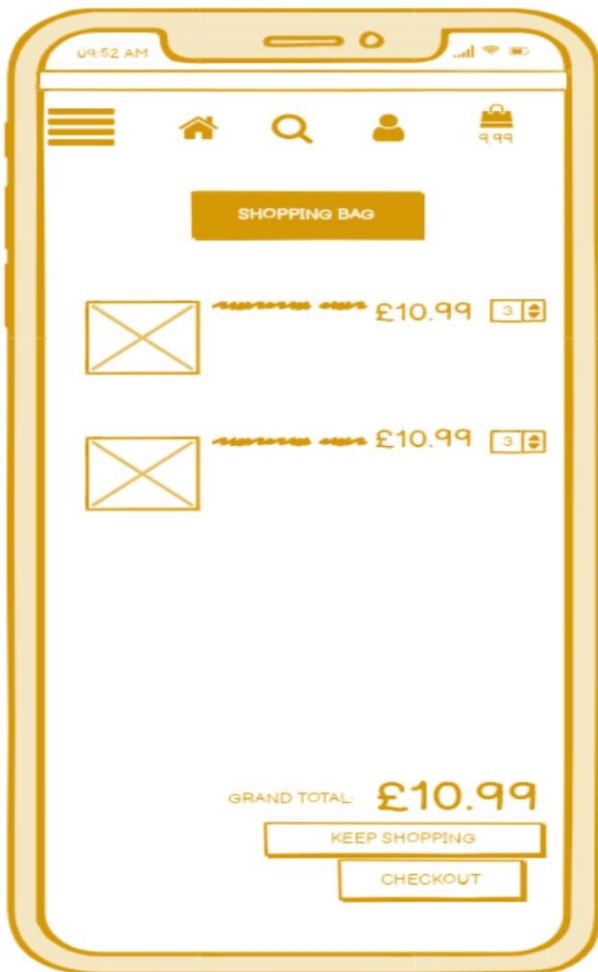 09:52 AM
9.99
SHOPPING BAG
£10.99 3
£10.99 3
GRAND TOTAL: £10.99
KEEP SHOPPING
CHECKOUT